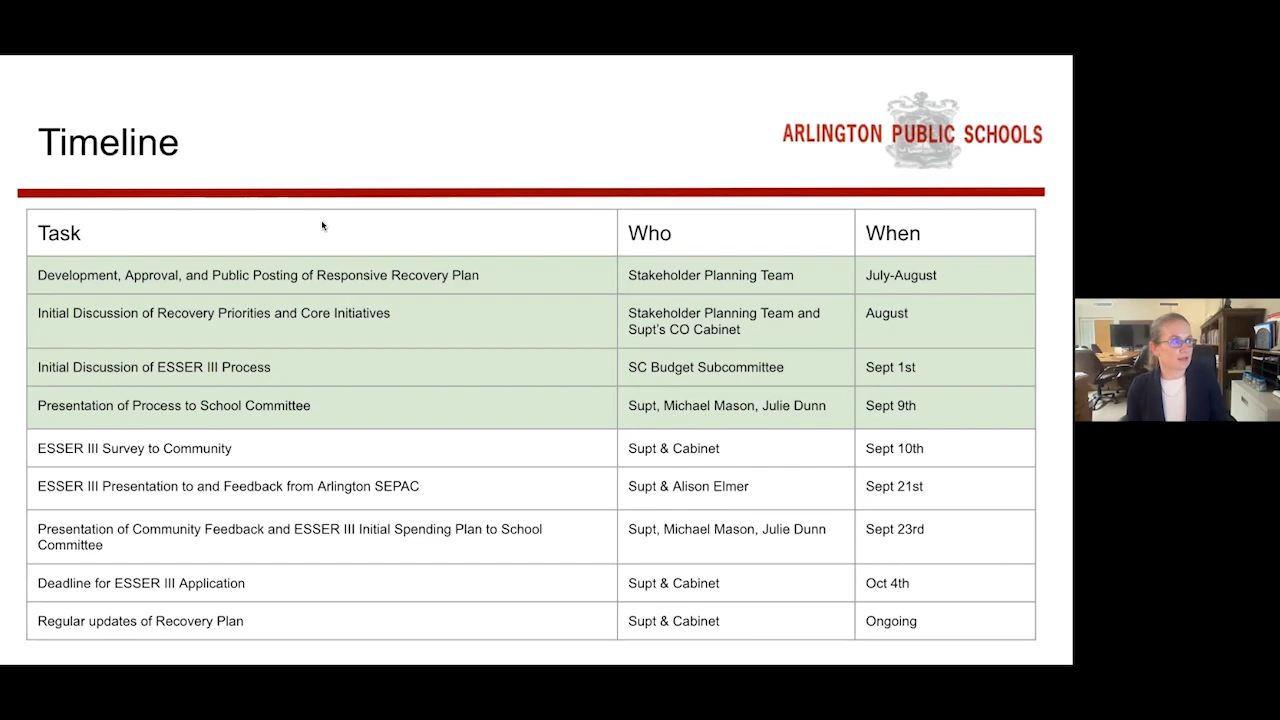 Timeline
ARLINGTON PUBLIC SCHOOLS
Task Who When
Development, Approval, and Public Posting of Responsive Recovery Plan Stakeholder Planning Team July-August
Initial Discussion of Recovery Priorities and Core Initiatives Stakeholder Planning Team and August
Supt's CO Cabinet
Initial Discussion of ESSER III Process SC Budget Subcommittee Sept 1st
Presentation of Process to School Committee Supt, Michael Mason, Julie Dunn Sept 9th
ESSER III Survey to Community Supt & Cabinet Sept 10th
ESSER III Presentation to and Feedback from Arlington SEPAC Supt & Alison Elmer Sept 21st
Presentation of Community Feedback and ESSER III Initial Spending Plan to School Supt, Michael Mason, Julie Dunn Sept 23rd
Committee
Deadline for ESSER III Application Supt & Cabinet Oct 4th
Regular updates of Recovery Plan Supt & Cabinet Ongoing